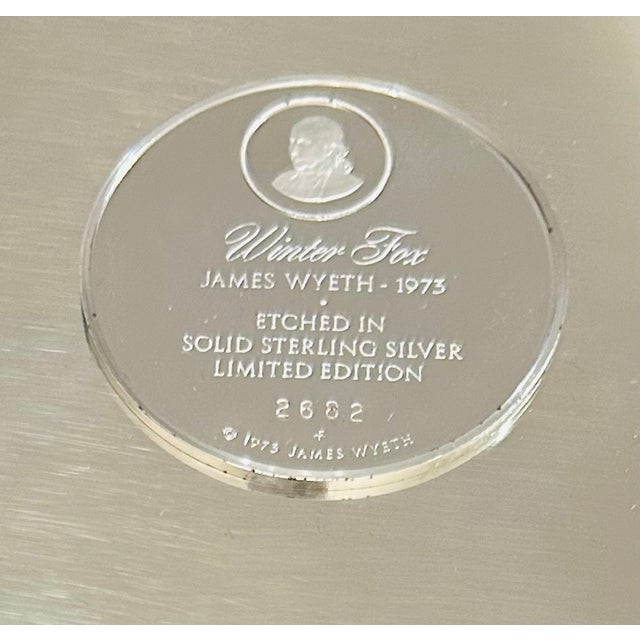 Winter Fox
JAMES WYETH - 1973
•
ETCHED IN
SOLID STERLING SILVER
LIMITED EDITION
2682
F
© 1973 JAMES WYETH